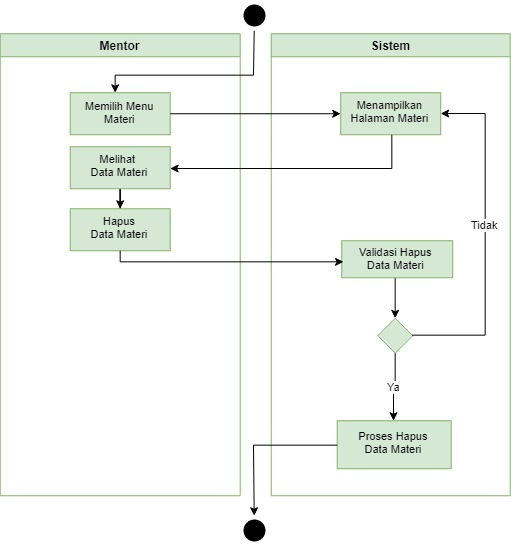 Mentor
Sistem
Memilih Menu
Materi
Menampilkan
Halaman Materi
Melihat
Data Materi
Hapus
Data Materi
Tidak
Validasi Hapus
Data Materi
Ya
Proses Hapus
Data Materi